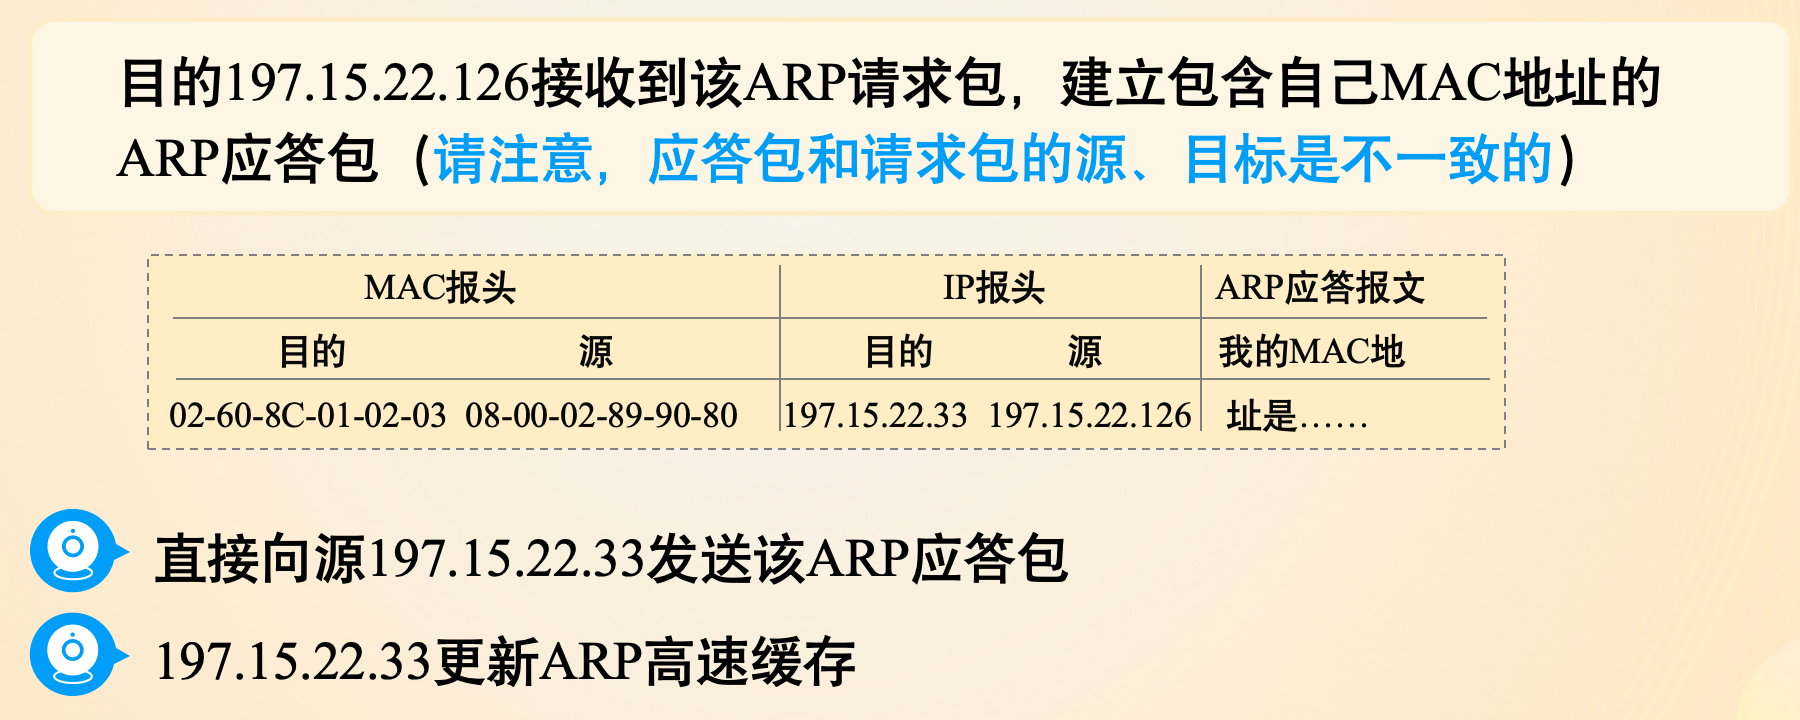 目的197.15.22.126接收到该ARP请求包，建立包含自己MAC地址的
ARP应答包（请注意，应答包和请求包的源、目标是不一致的）
MAC报头 IP报头 ARP应答报文
目的 源 目的 源 我的MAC地
02-60-8C-01-02-03 08-00-02-89-90-80 197.15.22.33 197.15.22.126 址是……
直接向源197.15.22.33发送该ARP应答包
197.15.22.33更新ARP高速缓存